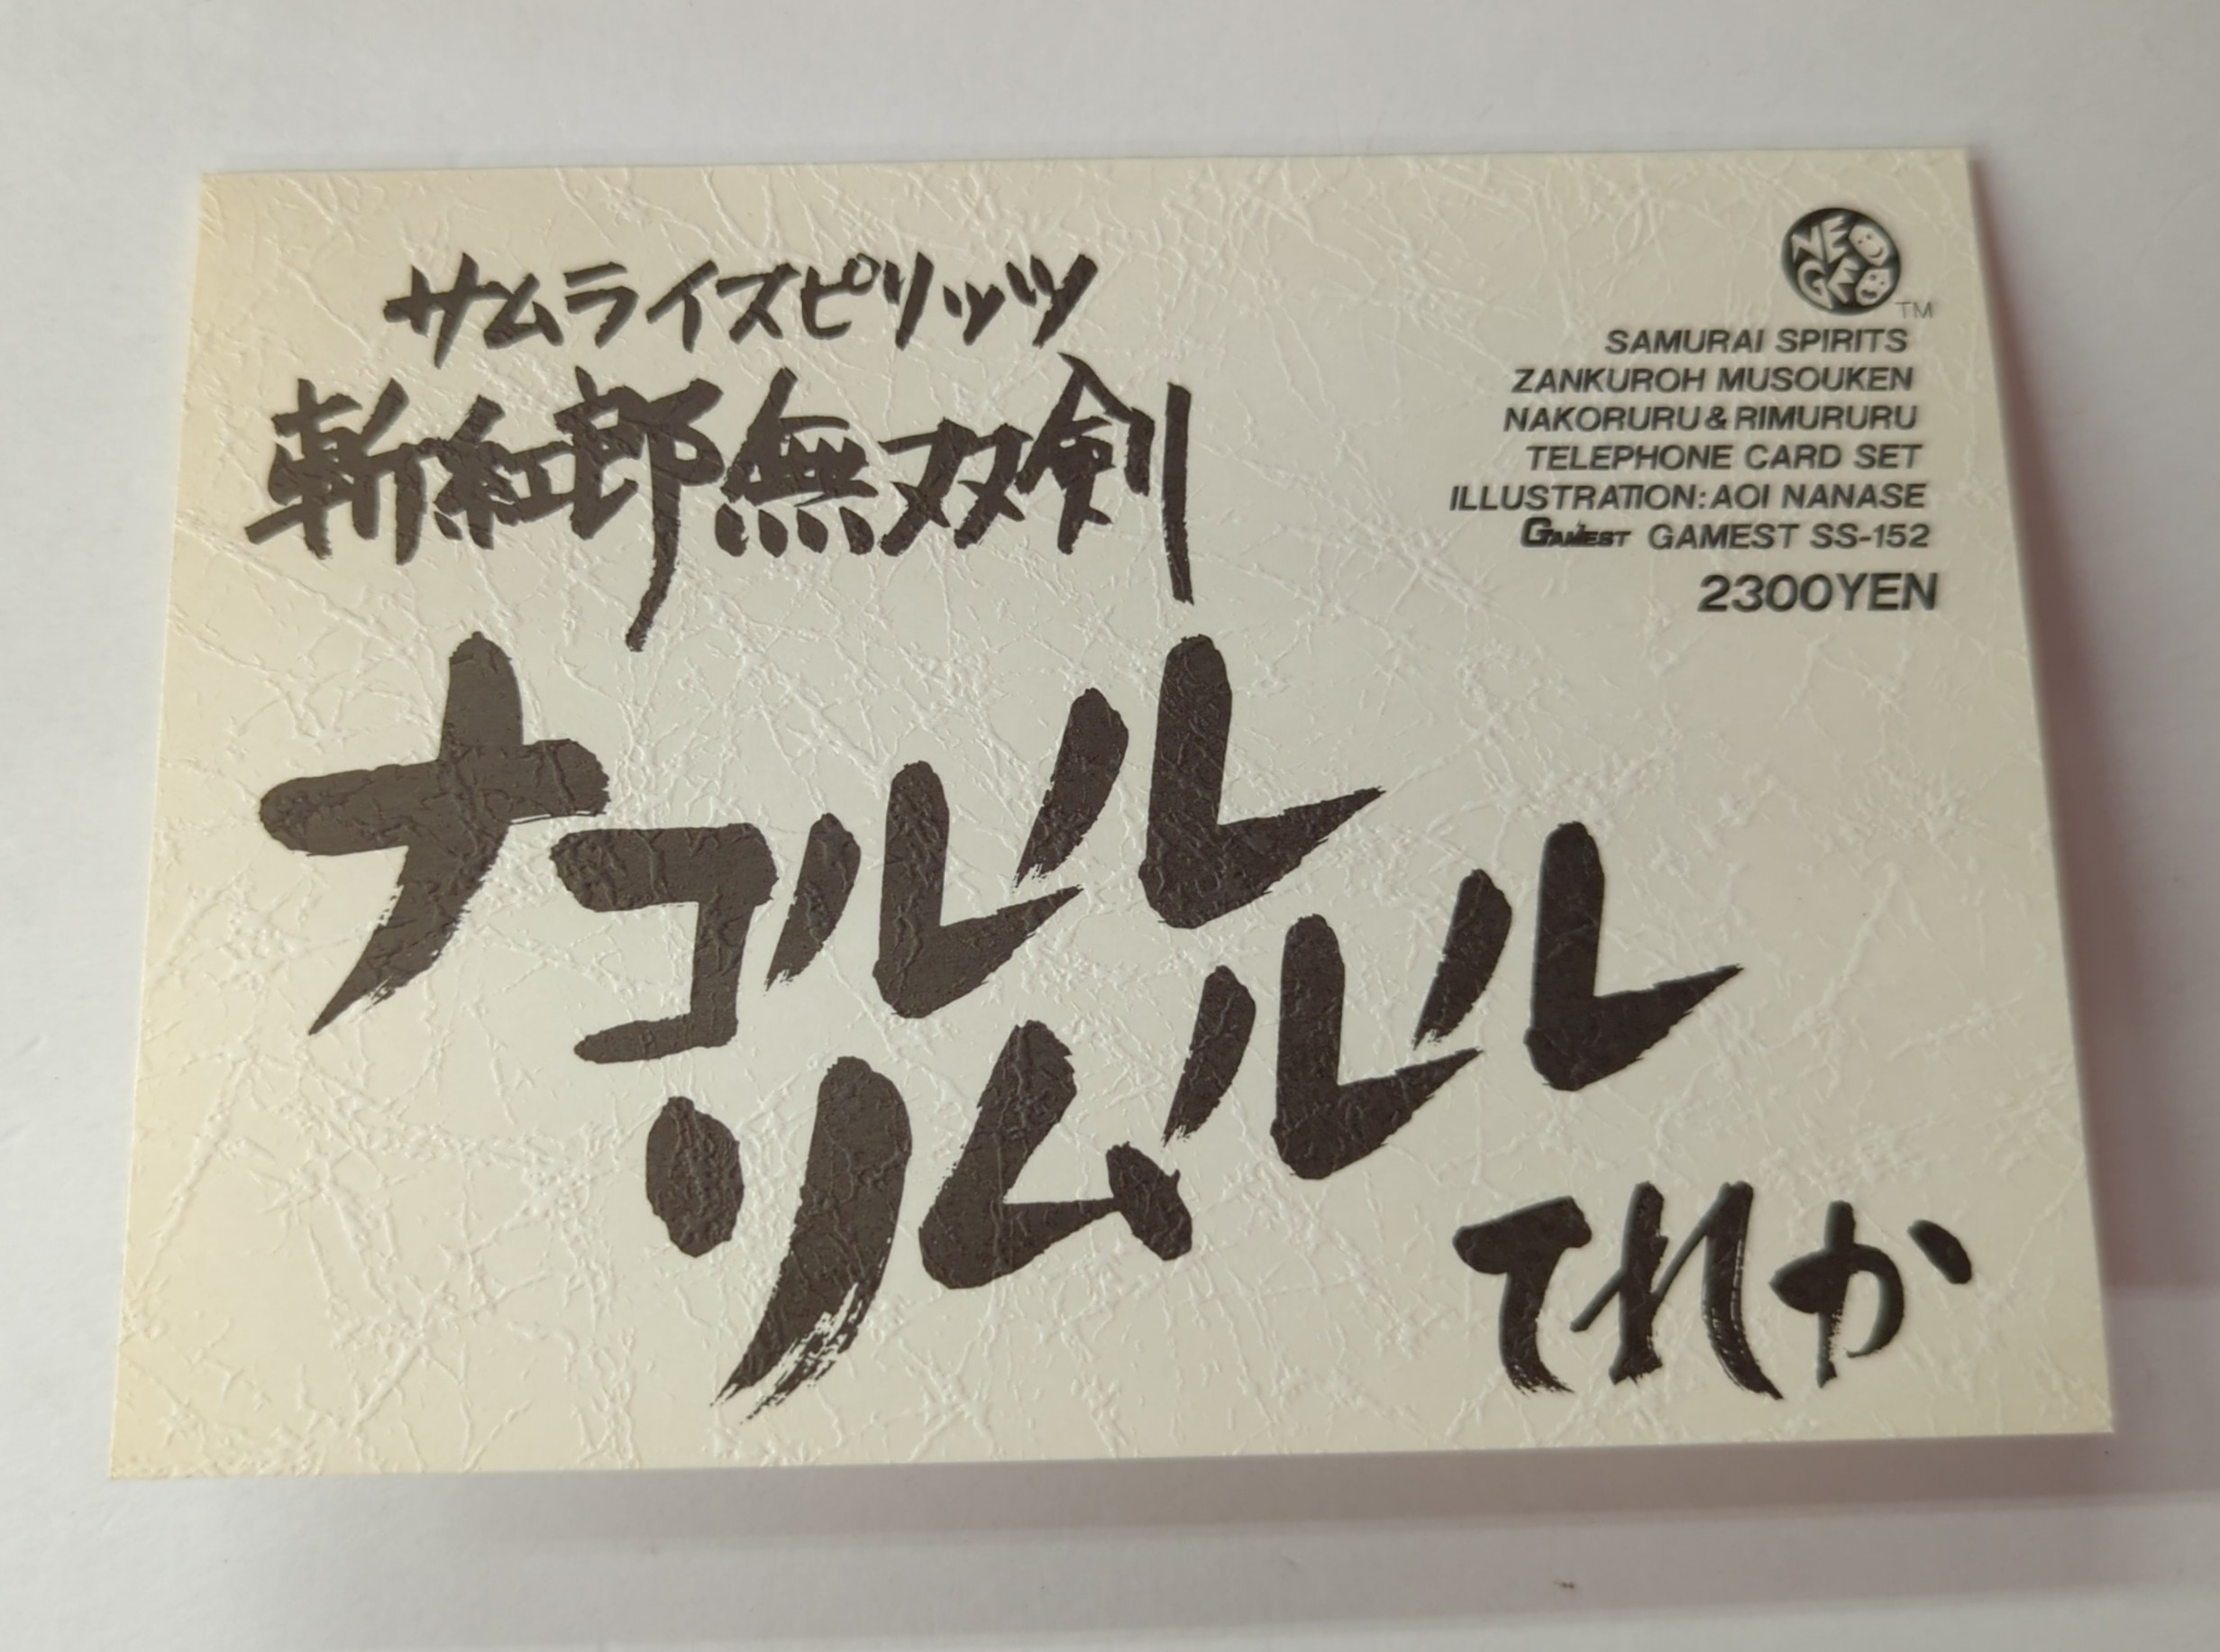 サムライスピリッツ
斬紅郎無双剣
ナコルル
リムルル
てれか
NEO
GEO
TM
SAMURAI SPIRITS
ZANKUROH MUSOUKEN
NAKORURU&RIMURURU
TELEPHONE CARD SET
ILLUSTRATION:AOI NANASE
GAMEST GAMEST SS-152
2300YEN